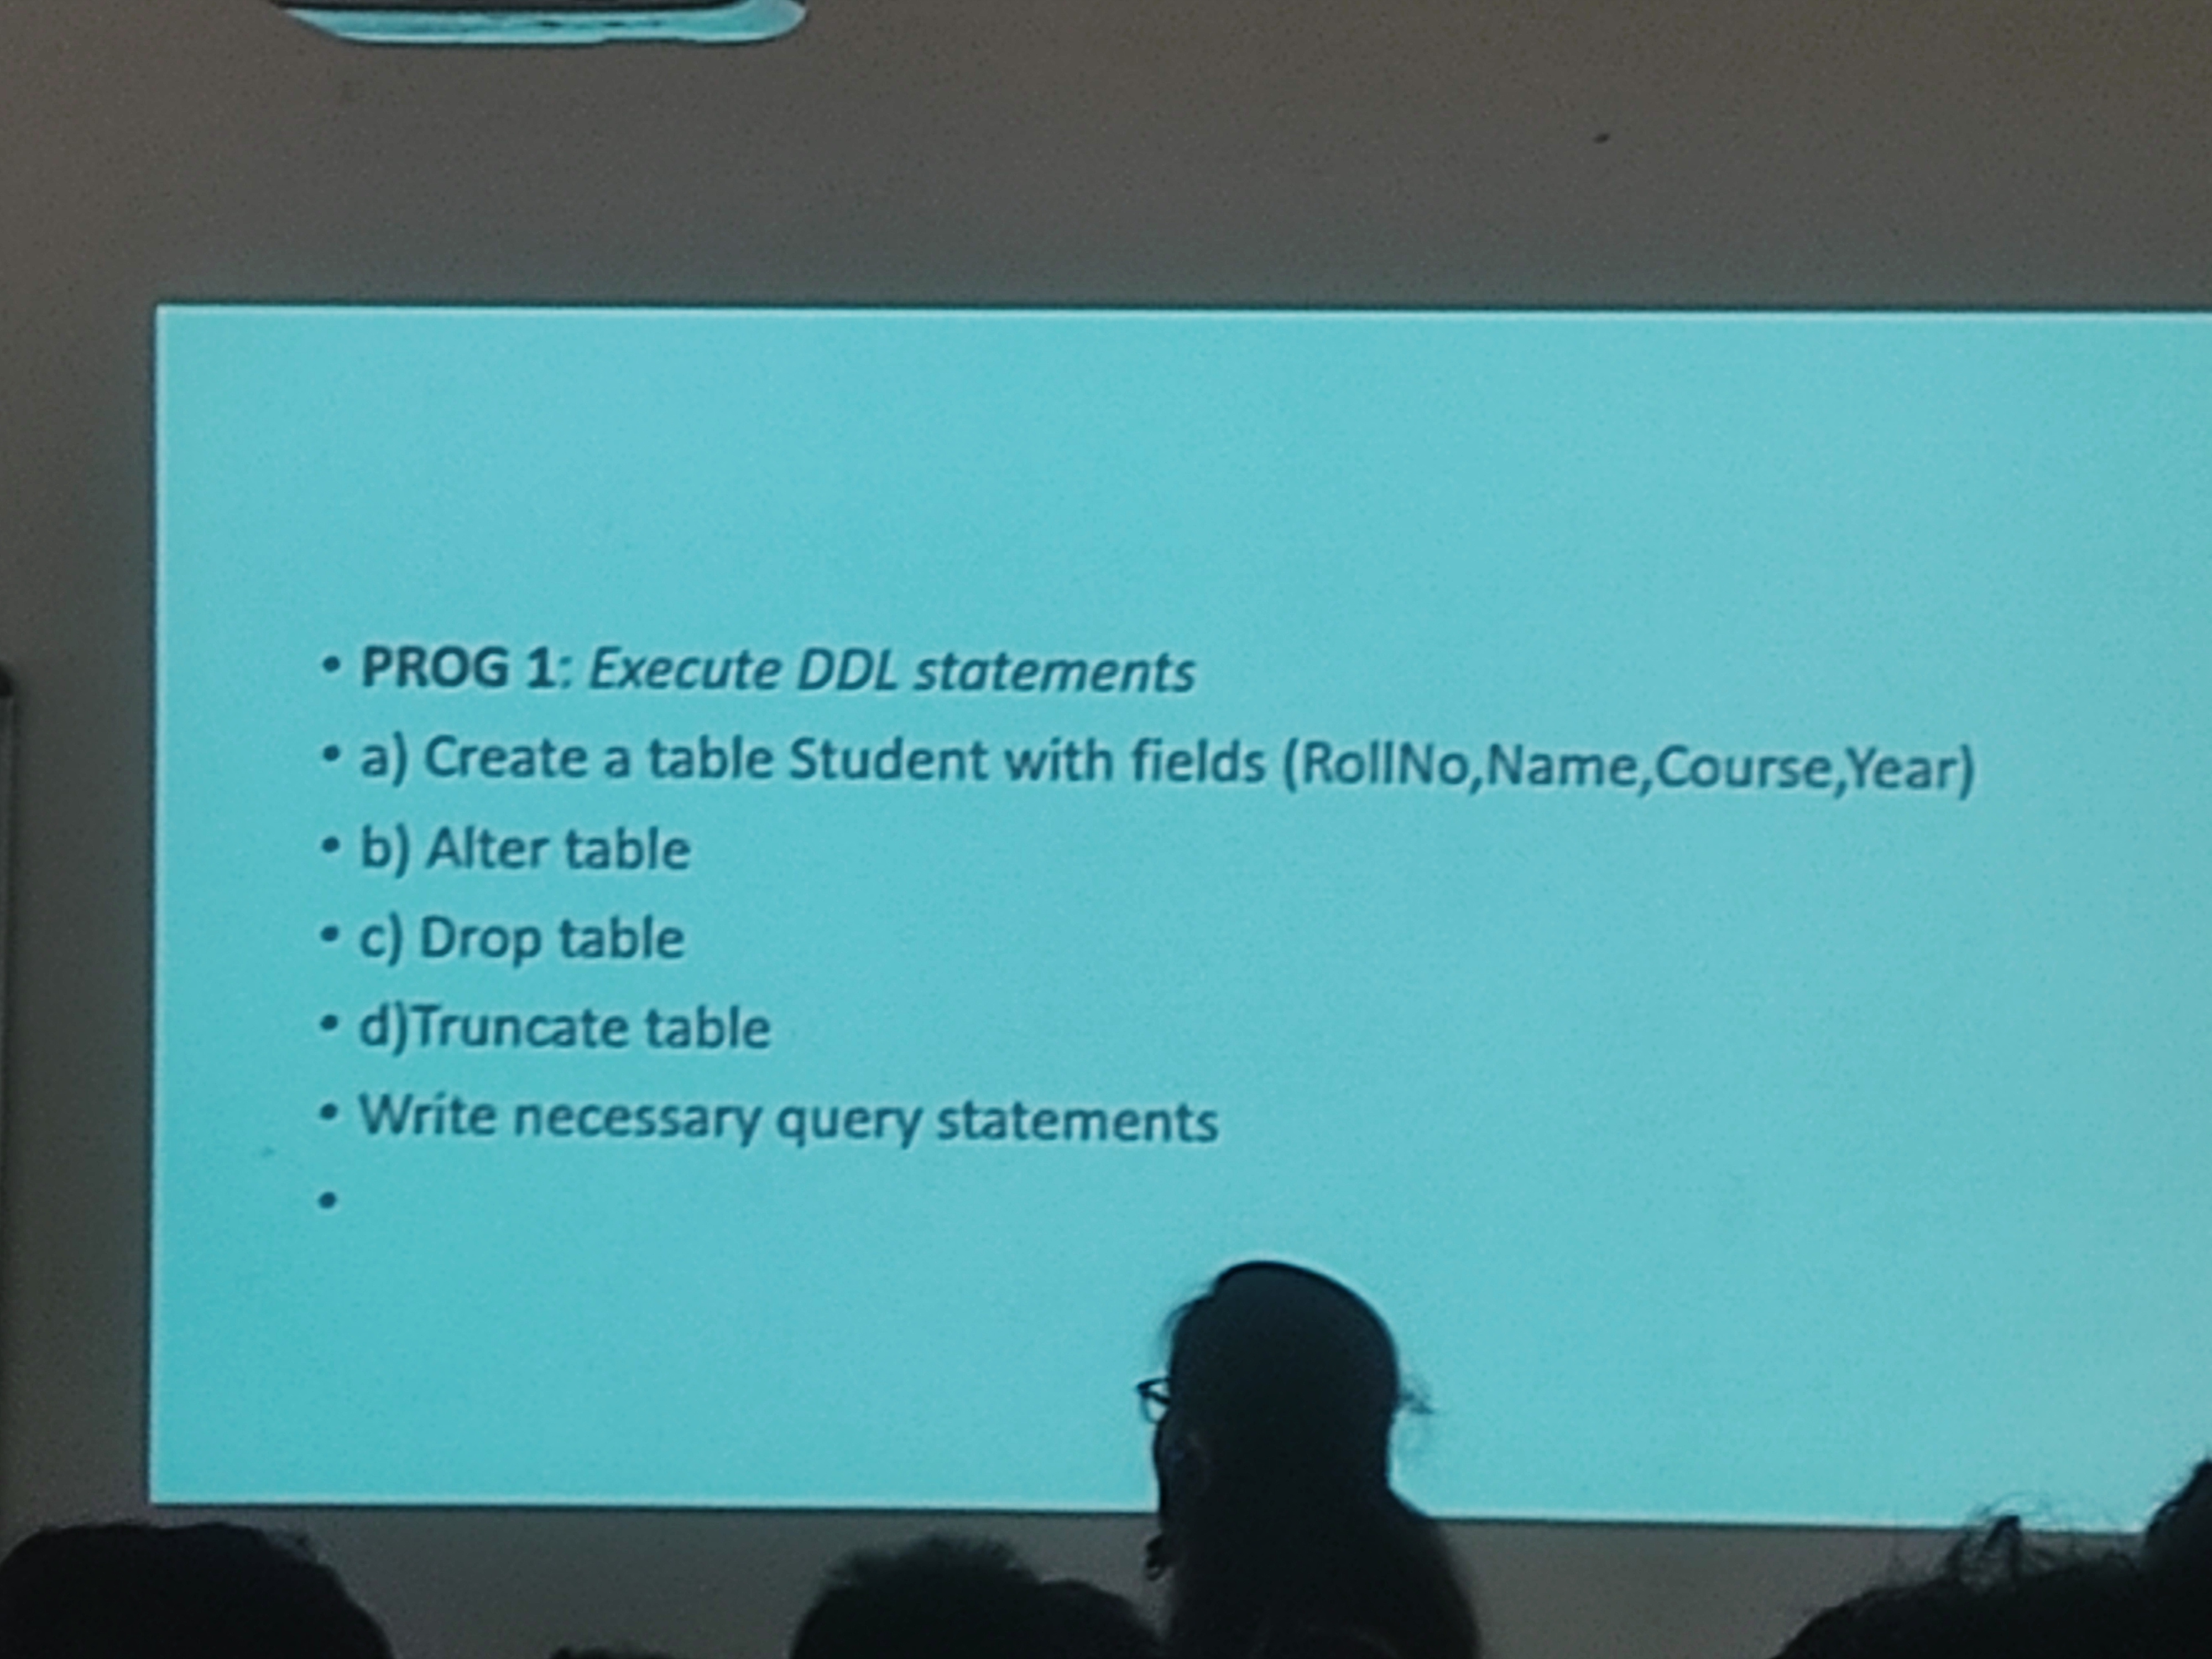 • PROG 1: Execute DDL statements
• a) Create a table Student with fields (RollNo,Name,Course,Year)
• b) Alter table
• c) Drop table
• d)Truncate table
• Write necessary query statements
•